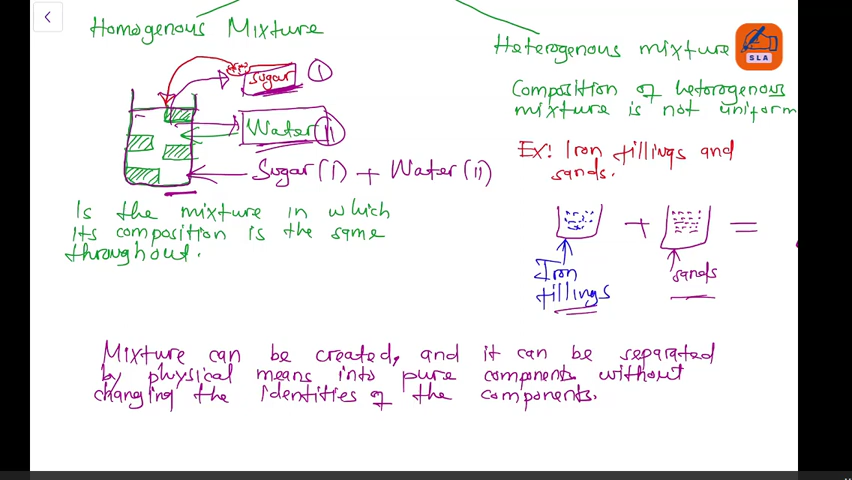 Homogenous Mixture
Sugar (I)
Water II
Sugar (I) + Water (II)
Is the mixture in which
its composition is the same
throughout.
Heterogenous mixture
SLA
Composition of heterogenous
mixture is not uniform
Ex: Iron fillings and
sands.
+ =
Iron
fillings
sands
Mixture can be created, and it can be separated
by physical means into pure components without
changing the identities of the components.